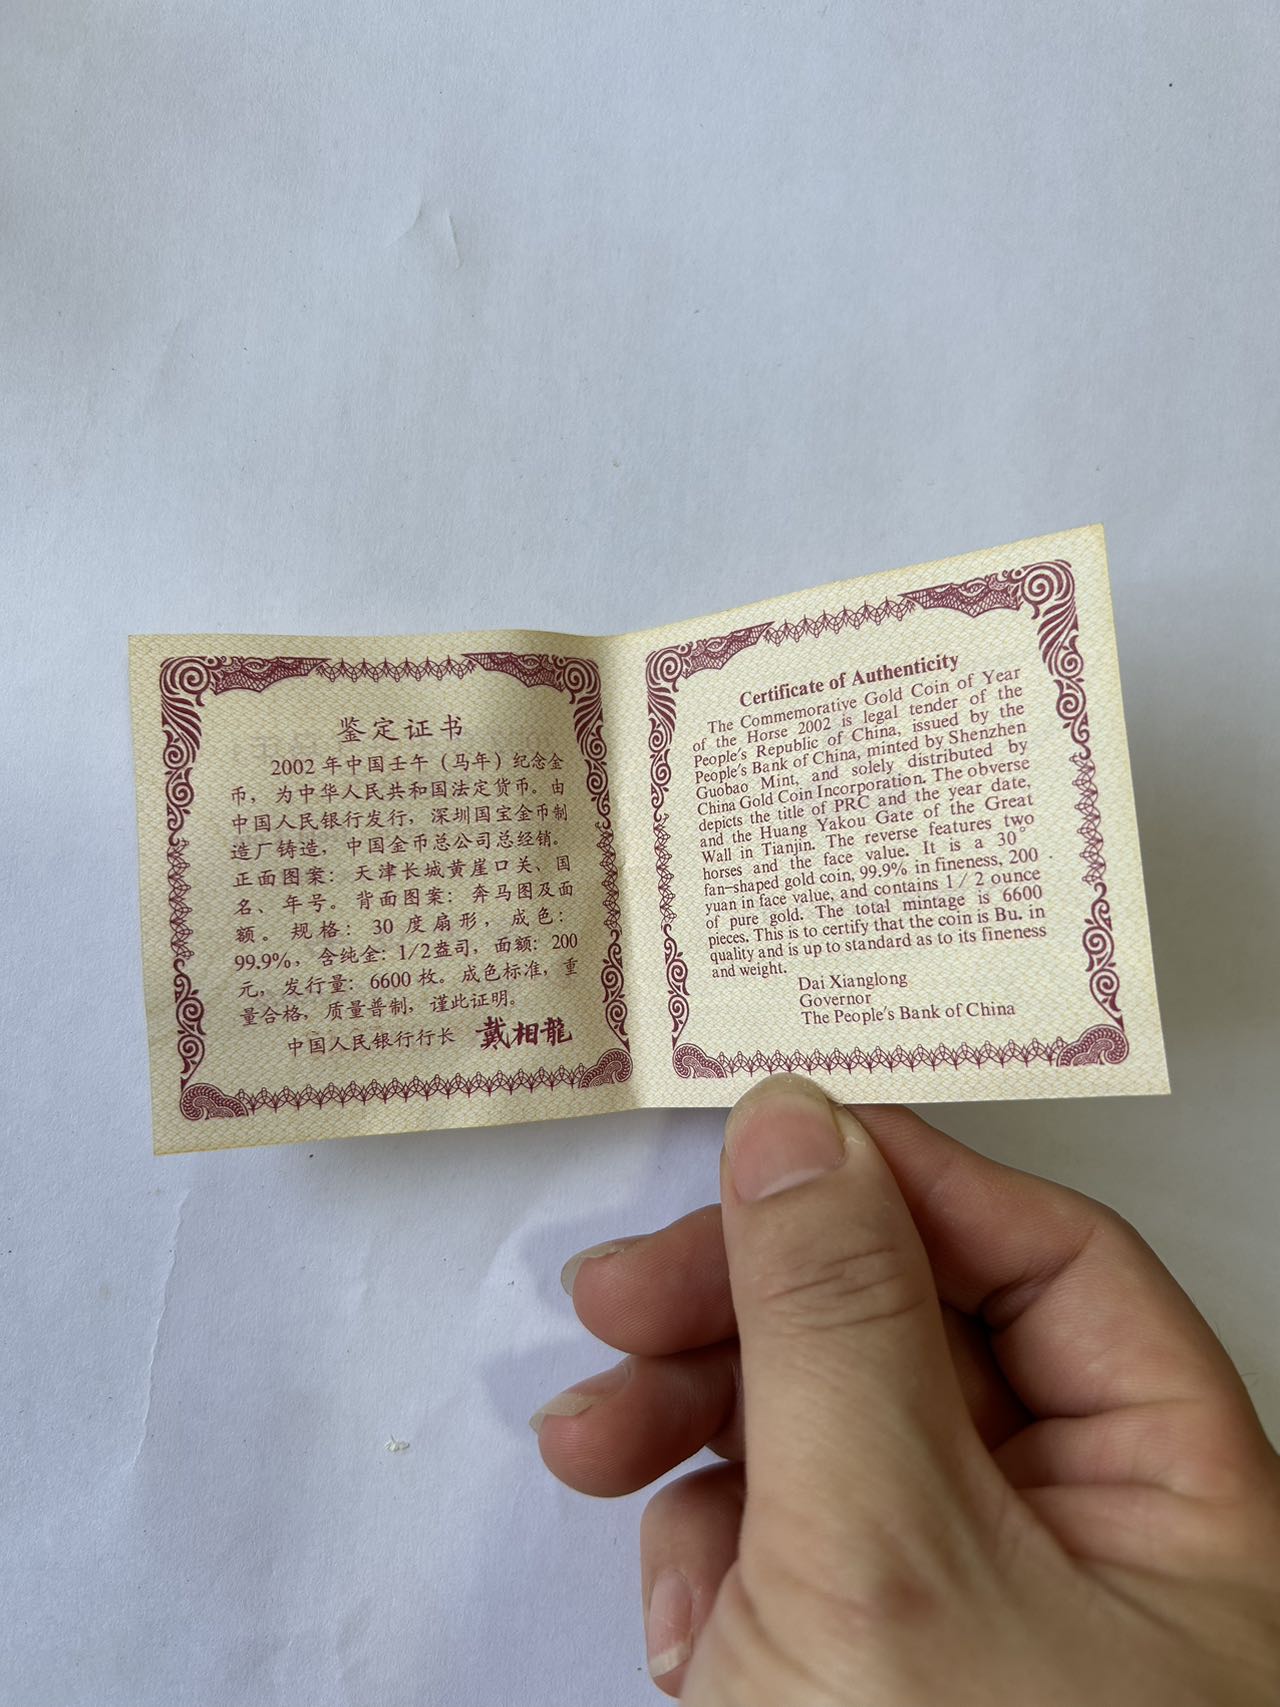 鉴定证书
2002 年中国壬午（马年）纪念金
币，为中华人民共和国法定货币。由
中国人民银行发行，深圳国宝金币制
造厂铸造，中国金币总公司总经销。
正面图案：天津长城黄崖口关、国
名、年号。背面图案：奔马图及面
额。规格：30 度扇形，成色：
99.9%，含纯金：1/2盎司，面额：200
元，发行量：6600 枚。成色标准，重
量合格，质量普制，谨此证明。
中国人民银行行长 戴相龍
Certificate of Authenticity
The Commemorative Gold Coin of Year
of the Horse 2002 is legal tender of the
People's Republic of China, issued by the
People's Bank of China, minted by Shenzhen
Guobao Mint, and solely distributed by
China Gold Coin Incorporation. The obverse
depicts the title of PRC and the year date,
and the Huang Yakou Gate of the Great
Wall in Tianjin. The reverse features two
horses and the face value. It is a 30°
fan-shaped gold coin, 99.9% in fineness, 200
yuan in face value, and contains 1/2 ounce
of pure gold. The total mintage is 6600
pieces. This is to certify that the coin is Bu. in
quality and is up to standard as to its fineness
and weight.
Dai Xianglong
Governor
The People's Bank of China